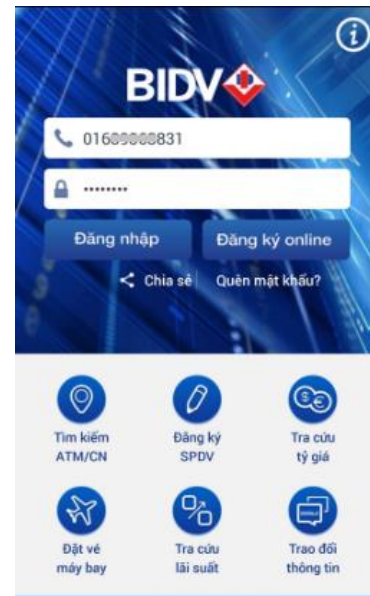 BIDV
Đăng nhập
Đăng ký online
Chia sẻ
Quên mật khẩu?
Tìm kiếm
ATM/CN
Đăng ký
SPDV
Tra cứu
tỷ giá
Đặt vé
máy bay
Tra cứu
lãi suất
Trao đổi
thông tin